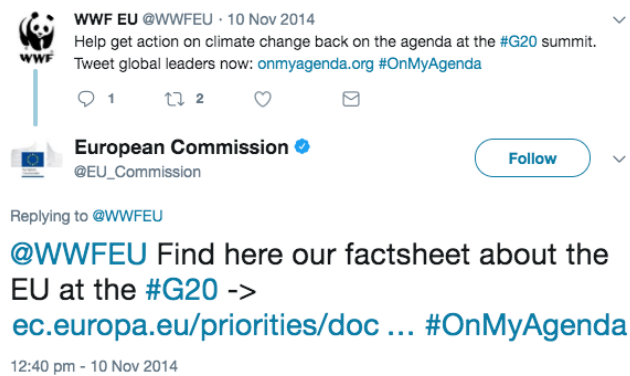 WWF EU @WWFEU · 10 Nov 2014
Help get action on climate change back on the agenda at the #G20 summit.
Tweet global leaders now: onmyagenda.org #OnMyAgenda
WWF
1 2
European Commission
@EU_Commission
Follow
Replying to @WWFEU
@WWFEU Find here our factsheet about the
EU at the #G20 ->
ec.europa.eu/priorities/doc ... #OnMyAgenda
12:40 pm - 10 Nov 2014